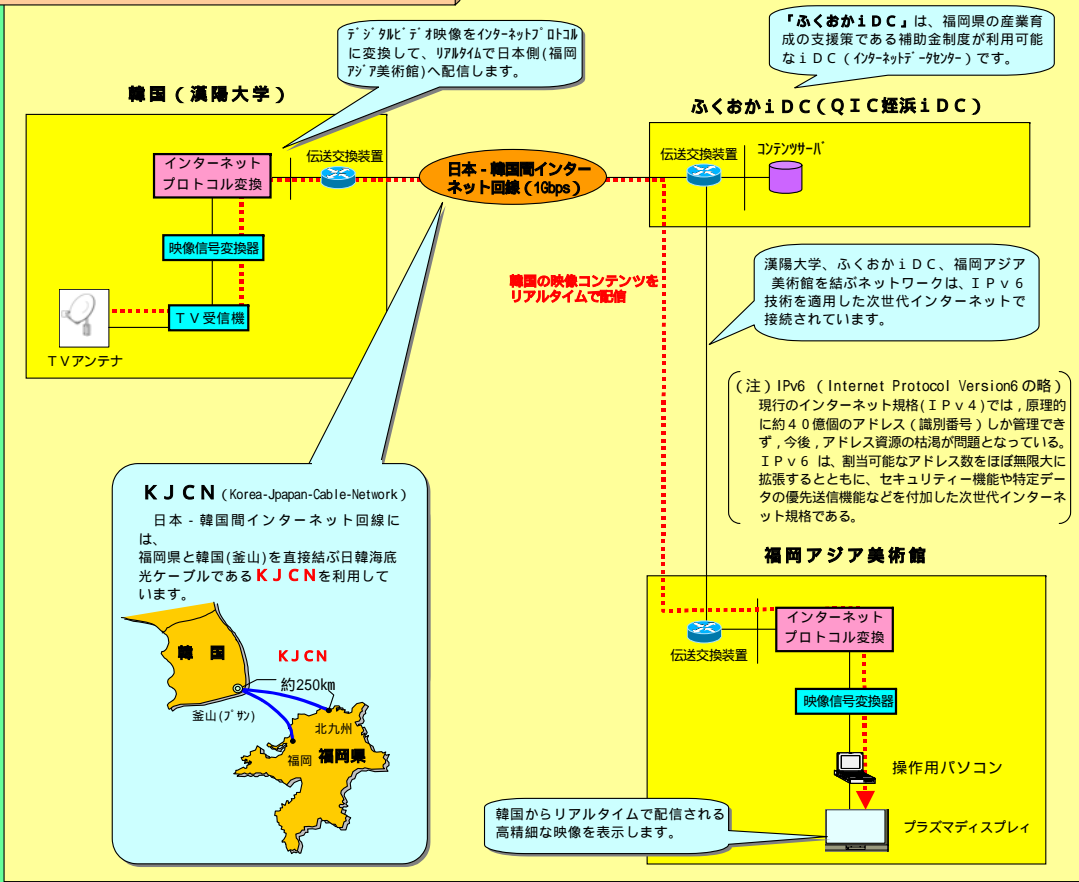 デジタルビデオ映像をインターネットプロトコル
に変換して、リアルタイムで日本側(福岡
アジア美術館)へ配信します。
「ふくおかiDC」は、福岡県の産業育
成の支援策である補助金制度が利用可能
なiDC(インターネットデータセンター)です。
韓国(漢陽大学)
インターネット
プロトコル変換
伝送交換装置
映像信号変換器
TV受信機
TVアンテナ
日本-韓国間インター
ネット回線(1Gbps)
ふくおかiDC(QIC姪浜iDC)
伝送交換装置
コンテンツサーバ
韓国の映像コンテンツを
リアルタイムで配信
漢陽大学、ふくおかiDC、福岡アジア
美術館を結ぶネットワークは、IPv6
技術を適用した次世代インターネットで
接続されています。
(注)IPv6 (Internet Protocol Version6の略)
現行のインターネット規格(IPv4)では,原理的
に約40億個のアドレス(識別番号)しか管理でき
ず,今後,アドレス資源の枯渇が問題となっている。
IPv6は、割当可能なアドレス数をほぼ無限大に
拡張するとともに、セキュリティー機能や特定デー
タの優先送信機能などを付加した次世代インターネ
ット規格である。
KJCN(Korea-Jpapan-Cable-Network)
日本-韓国間インターネット回線に
は、
福岡県と韓国(釜山)を直接結ぶ日韓海底
光ケーブルであるKJCNを利用して
います。
韓国
KJCN
約250km
釜山(プサン)
北九州
福岡 福岡県
福岡アジア美術館
インターネット
プロトコル変換
伝送交換装置
映像信号変換器
操作用パソコン
プラズマディスプレィ
韓国からリアルタイムで配信される
高精細な映像を表示します。